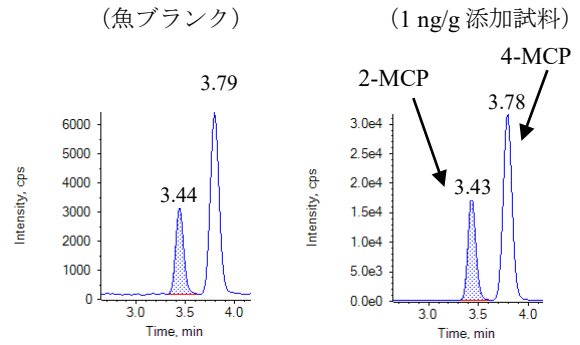 （魚ブランク）
（1 ng/g 添加試料）
4-MCP
2-MCP
3.79
3.78
6000
5000
4000
3000
2000
1000
0
Intensity, cps
3.44
3.0
3.5
4.0
Time, min
3.0e4
2.5e4
2.0e4
1.5e4
1.0e4
5.0e3
0.0e0
Intensity, cps
3.43
3.0
3.5
4.0
Time, min